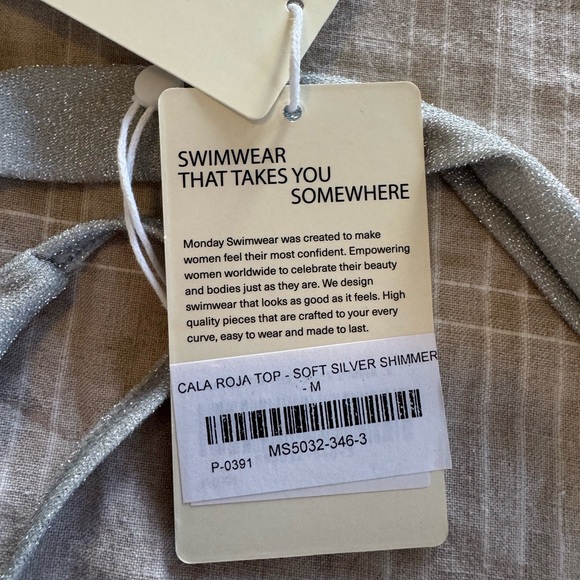 SWIMWEAR
THAT TAKES YOU
SOMEWHERE
Monday Swimwear was created to make
women feel their most confident. Empowering
women worldwide to celebrate their beauty
and bodies just as they are. We design
swimwear that looks as good as it feels. High
quality pieces that are crafted to your every
curve, easy to wear and made to last.
CALA ROJA TOP - SOFT SILVER SHIMMER
- M
MS5032-346-3
P-0391